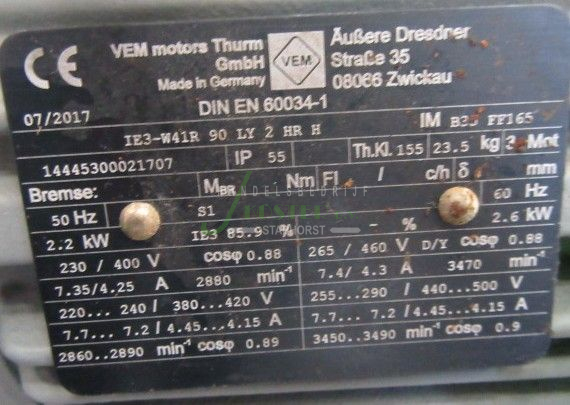 CE VEM motors Thurm GmbH VEM Äußere Dresdner Straße 35
Made in Germany 08066 Zwickau
07/2017 DIN EN 60034-1
IE3-W41R 90 LY 2 HR H IM B35 FF165
14445300021707 IP 55 Th.Kl. 155 23.5 kg 3~ Mot
Bremse: MBR Nm Fl / c/h δ mm
50 Hz S1 60 Hz
2.2 kW IE3 85.9 % - % 2.6 kW
230 / 400 V cosφ 0.88 265 / 460 V D/Y cosφ 0.88
7.35/4.25 A 2880 min-1 7.4/ 4.3 A 3470 min-1
220... 240/ 380...420 V 255...290 / 440...500 V
7.7... 7.2/4.45..4.15 A 7.7... 7.2/4.45..4.15 A
2860..2890 min-1 cosφ 0.89 3450..3490 min-1 cosφ 0.9
HANDELSBEDRIJF
STAPHORST